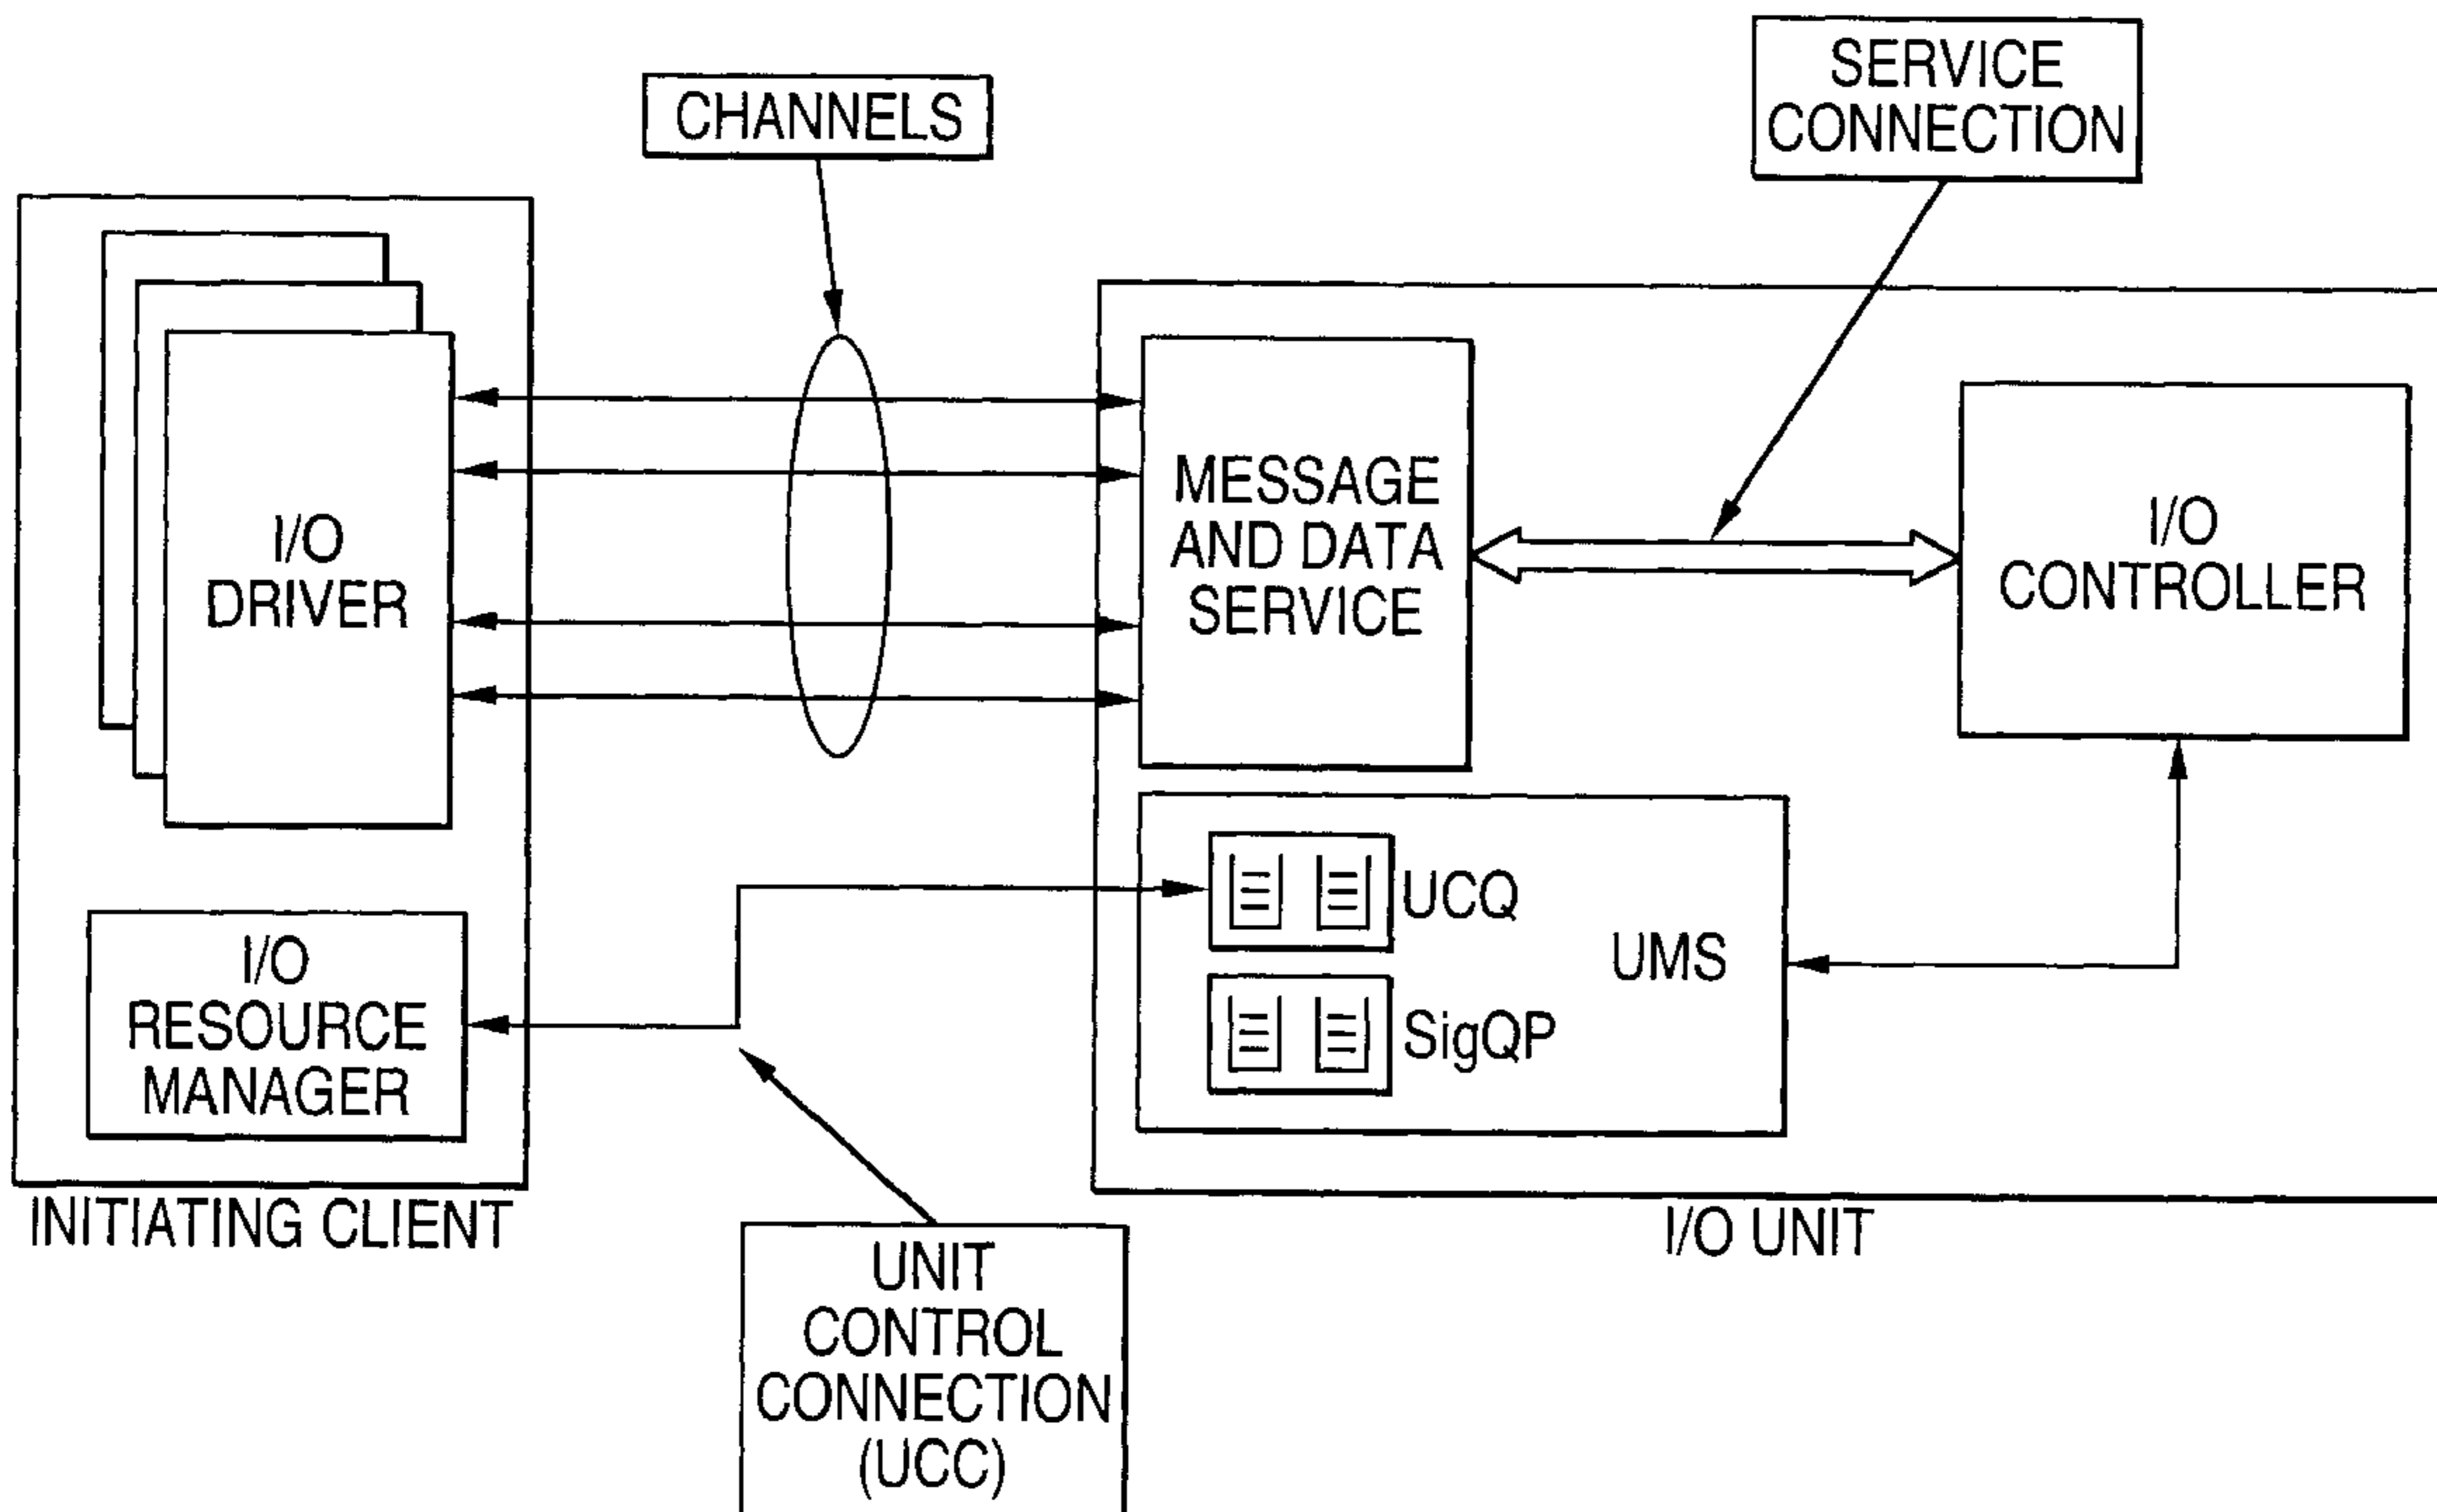 CHANNELS
SERVICE
CONNECTION
I/O
DRIVER
MESSAGE
AND DATA
SERVICE
I/O
CONTROLLER
I/O
RESOURCE
MANAGER
UCQ
UMS
SigQP
INITIATING CLIENT
I/O UNIT
UNIT
CONTROL
CONNECTION
(UCC)